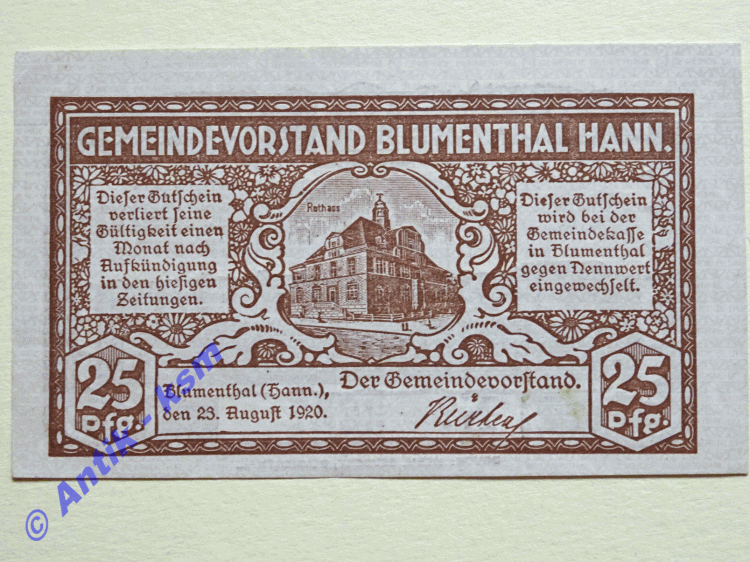 GEMEINDEVORSTAND BLUMENTHAL HANN.
Dieser Gutschein
verliert seine
Gültigkeit einen
Monat nach
Aufkündigung
in den hiesigen
Zeitungen.
Rathaus
Dieser Gutschein
wird bei der
Gemeindekasse
in Blumenthal
gegen Nennwert
eingewechselt.
25
Pfg.
Blumenthal (Hann.),
den 23. August 1920.
Der Gemeindevorstand.
25
Pfg.
© Antik - ksm